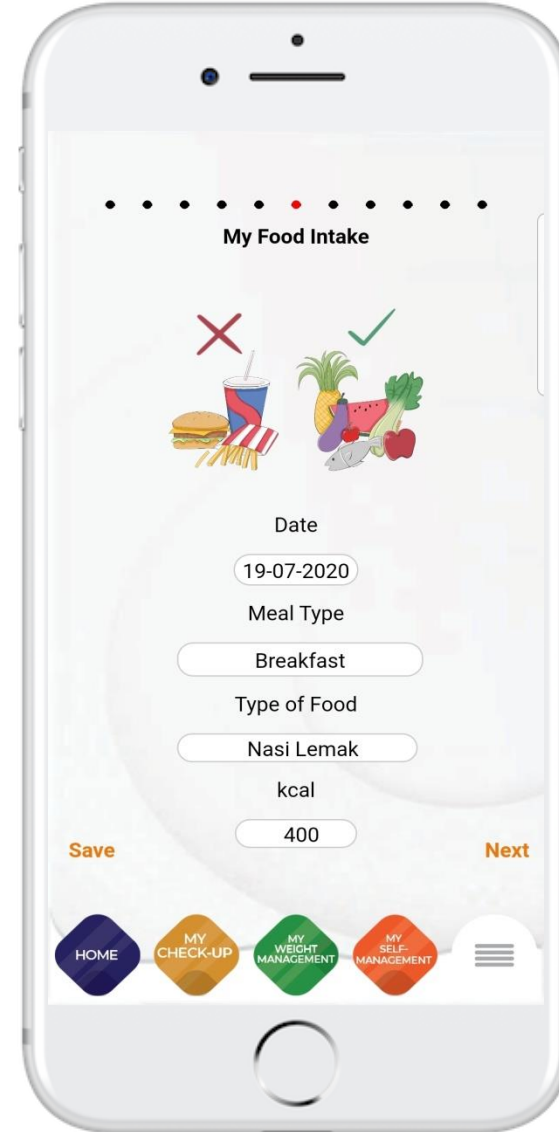 My Food Intake
Date
19-07-2020
Meal Type
Breakfast
Type of Food
Nasi Lemak
kcal
400
Save
Next
HOME
MY
CHECK-UP
MY
WEIGHT
MANAGEMENT
MY
SELF-
MANAGEMENT